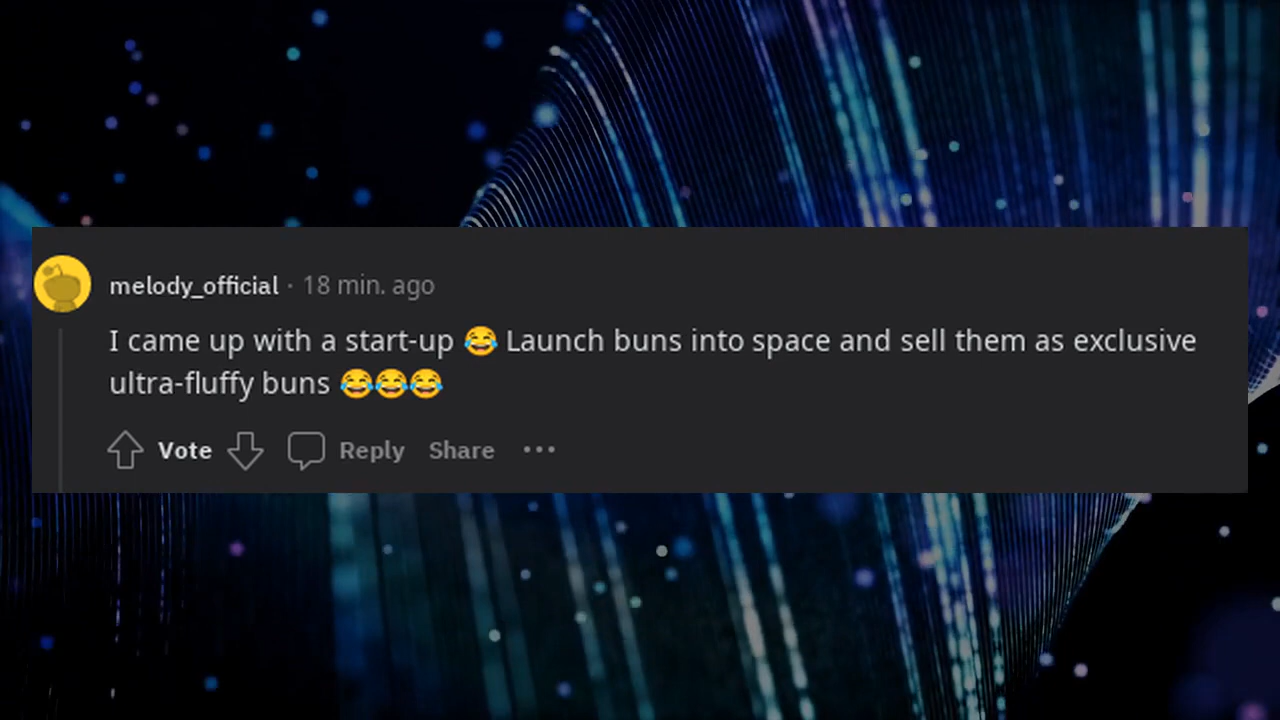 melody_official · 18 min. ago
I came up with a start-up 😂 Launch buns into space and sell them as exclusive
ultra-fluffy buns 😂😂😂
Vote Reply Share •••